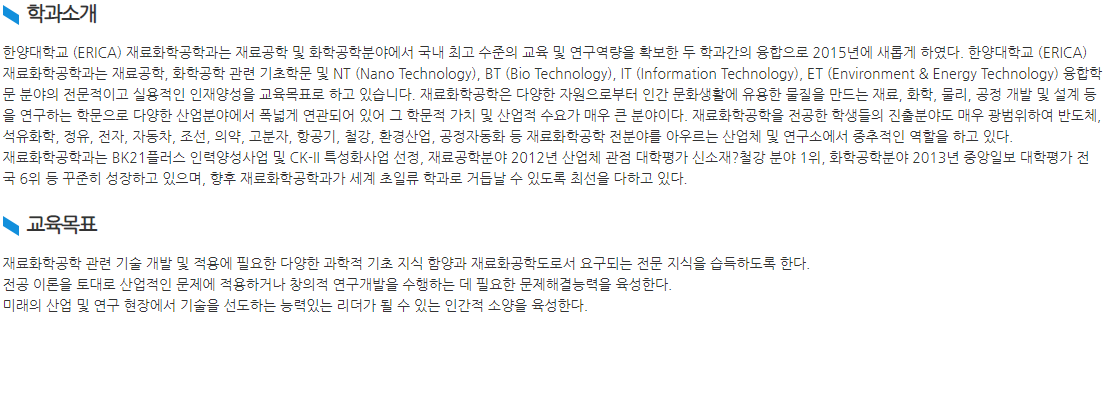 학과소개
한양대학교 (ERICA) 재료화학공학과는 재료공학 및 화학공학분야에서 국내 최고 수준의 교육 및 연구역량을 확보한 두 학과간의 융합으로 2015년에 새롭게 하였다. 한양대학교 (ERICA)
재료화학공학과는 재료공학, 화학공학 관련 기초학문 및 NT (Nano Technology), BT (Bio Technology), IT (Information Technology), ET (Environment & Energy Technology) 융합학
문 분야의 전문적이고 실용적인 인재양성을 교육목표로 하고 있습니다. 재료화학공학은 다양한 자원으로부터 인간 문화생활에 유용한 물질을 만드는 재료, 화학, 물리, 공정 개발 및 설계 등
을 연구하는 학문으로 다양한 산업분야에서 폭넓게 연관되어 있어 그 학문적 가치 및 산업적 수요가 매우 큰 분야이다. 재료화학공학을 전공한 학생들의 진출분야도 매우 광범위하여 반도체,
석유화학, 정유, 전자, 자동차, 조선, 의약, 고분자, 항공기, 철강, 환경산업, 공정자동화 등 재료화학공학 전분야를 아우르는 산업체 및 연구소에서 중추적인 역할을 하고 있다.
재료화학공학과는 BK21플러스 인력양성사업 및 CK-II 특성화사업 선정, 재료공학분야 2012년 산업체 관점 대학평가 신소재?철강 분야 1위, 화학공학분야 2013년 중앙일보 대학평가 전
국 6위 등 꾸준히 성장하고 있으며, 향후 재료화학공학과가 세계 초일류 학과로 거듭날 수 있도록 최선을 다하고 있다.
교육목표
재료화학공학 관련 기술 개발 및 적용에 필요한 다양한 과학적 기초 지식 함양과 재료화공학도로서 요구되는 전문 지식을 습득하도록 한다.
전공 이론을 토대로 산업적인 문제에 적용하거나 창의적 연구개발을 수행하는 데 필요한 문제해결능력을 육성한다.
미래의 산업 및 연구 현장에서 기술을 선도하는 능력있는 리더가 될 수 있는 인간적 소양을 육성한다.